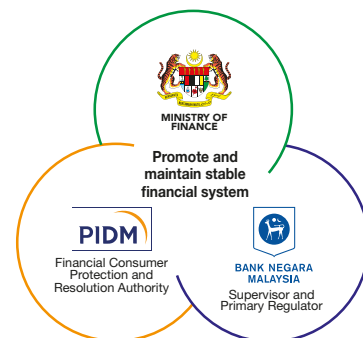 MINISTRY OF
FINANCE
Promote and
maintain stable
financial system
PIDM
Financial Consumer
Protection and
Resolution Authority
BANK NEGARA
MALAYSIA
Supervisor and
Primary Regulator